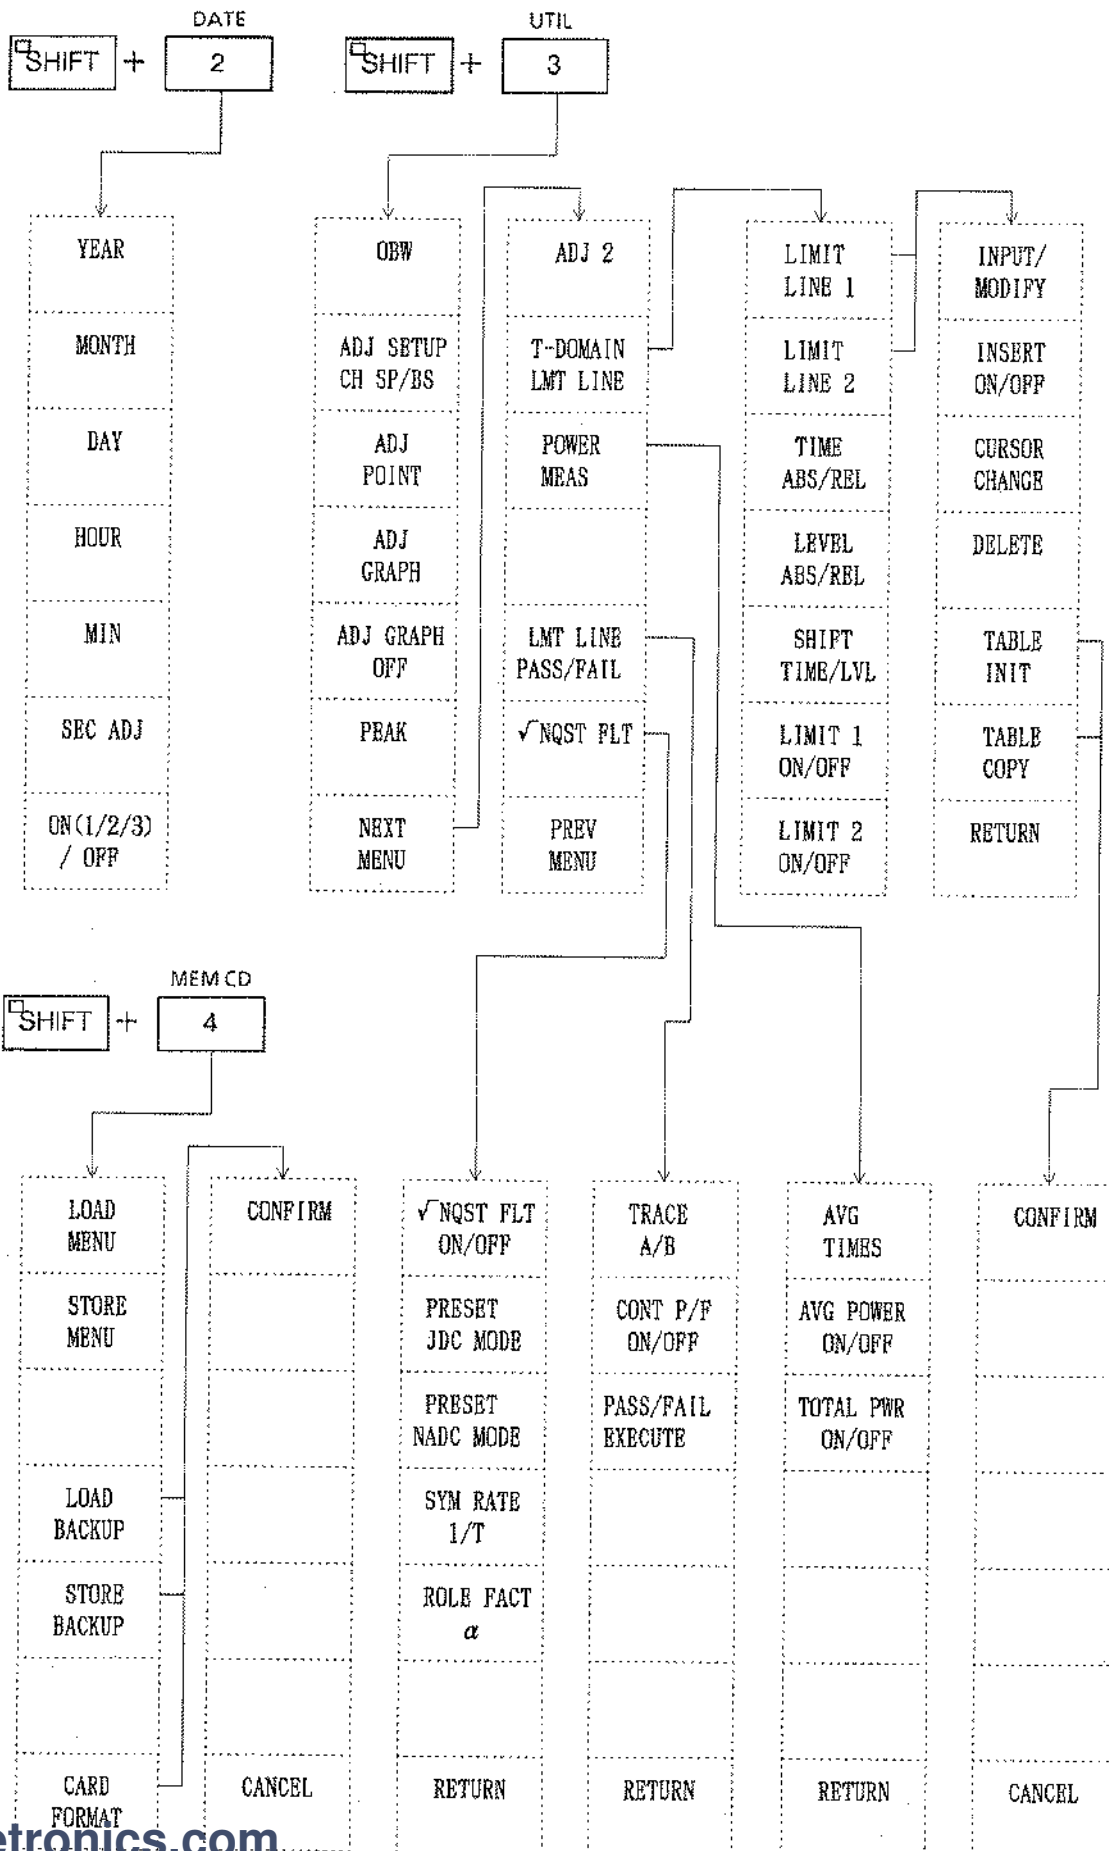 DATE
SHIFT + 2
UTIL
SHIFT + 3
YEAR
MONTH
DAY
HOUR
MIN
SEC ADJ
ON(1/2/3)
/ OFF
OBW
ADJ SETUP
CH SP/BS
ADJ
POINT
ADJ
GRAPH
ADJ GRAPH
OFF
PEAK
NEXT
MENU
ADJ 2
T-DOMAIN
LMT LINE
POWER
MEAS
LMT LINE
PASS/FAIL
√NQST FLT
PREV
MENU
LIMIT
LINE 1
LIMIT
LINE 2
TIME
ABS/REL
LEVEL
ABS/REL
SHIFT
TIME/LVL
LIMIT 1
ON/OFF
LIMIT 2
ON/OFF
INPUT/
MODIFY
INSERT
ON/OFF
CURSOR
CHANGE
DELETE
TABLE
INIT
TABLE
COPY
RETURN
MEM CD
SHIFT + 4
LOAD
MENU
STORE
MENU
LOAD
BACKUP
STORE
BACKUP
CARD
FORMAT
CONFIRM
CANCEL
√NQST FLT
ON/OFF
PRESET
JDC MODE
PRESET
NADC MODE
SYM RATE
1/T
ROLE FACT
α
RETURN
TRACE
A/B
CONT P/F
ON/OFF
PASS/FAIL
EXECUTE
RETURN
AVG
TIMES
AVG POWER
ON/OFF
TOTAL PWR
ON/OFF
RETURN
CONFIRM
CANCEL
etronics.com